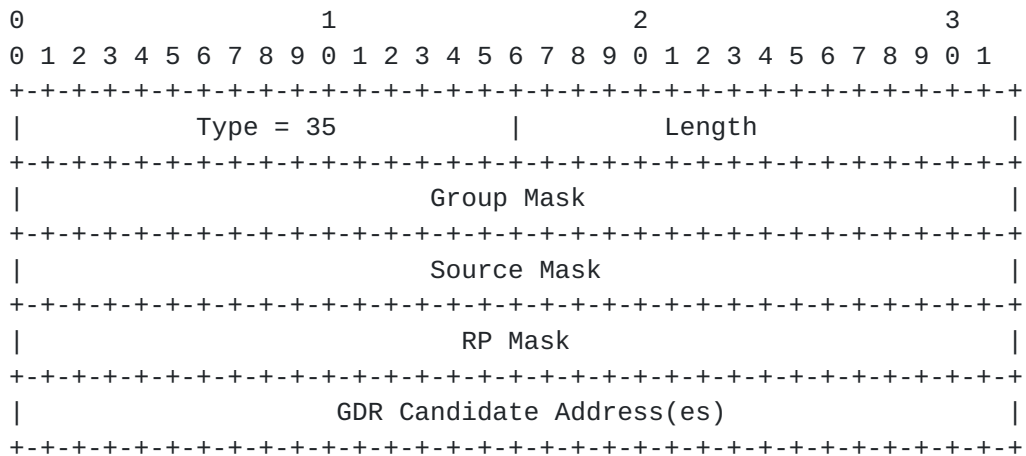 0                   1                   2                   3
0 1 2 3 4 5 6 7 8 9 0 1 2 3 4 5 6 7 8 9 0 1 2 3 4 5 6 7 8 9 0 1
+-+-+-+-+-+-+-+-+-+-+-+-+-+-+-+-+-+-+-+-+-+-+-+-+-+-+-+-+-+-+-+-+
|           Type = 35           |         Length                |
+-+-+-+-+-+-+-+-+-+-+-+-+-+-+-+-+-+-+-+-+-+-+-+-+-+-+-+-+-+-+-+-+
|                          Group Mask                           |
+-+-+-+-+-+-+-+-+-+-+-+-+-+-+-+-+-+-+-+-+-+-+-+-+-+-+-+-+-+-+-+-+
|                          Source Mask                          |
+-+-+-+-+-+-+-+-+-+-+-+-+-+-+-+-+-+-+-+-+-+-+-+-+-+-+-+-+-+-+-+-+
|                            RP Mask                            |
+-+-+-+-+-+-+-+-+-+-+-+-+-+-+-+-+-+-+-+-+-+-+-+-+-+-+-+-+-+-+-+-+
|                    GDR Candidate Address(es)                  |
+-+-+-+-+-+-+-+-+-+-+-+-+-+-+-+-+-+-+-+-+-+-+-+-+-+-+-+-+-+-+-+-+